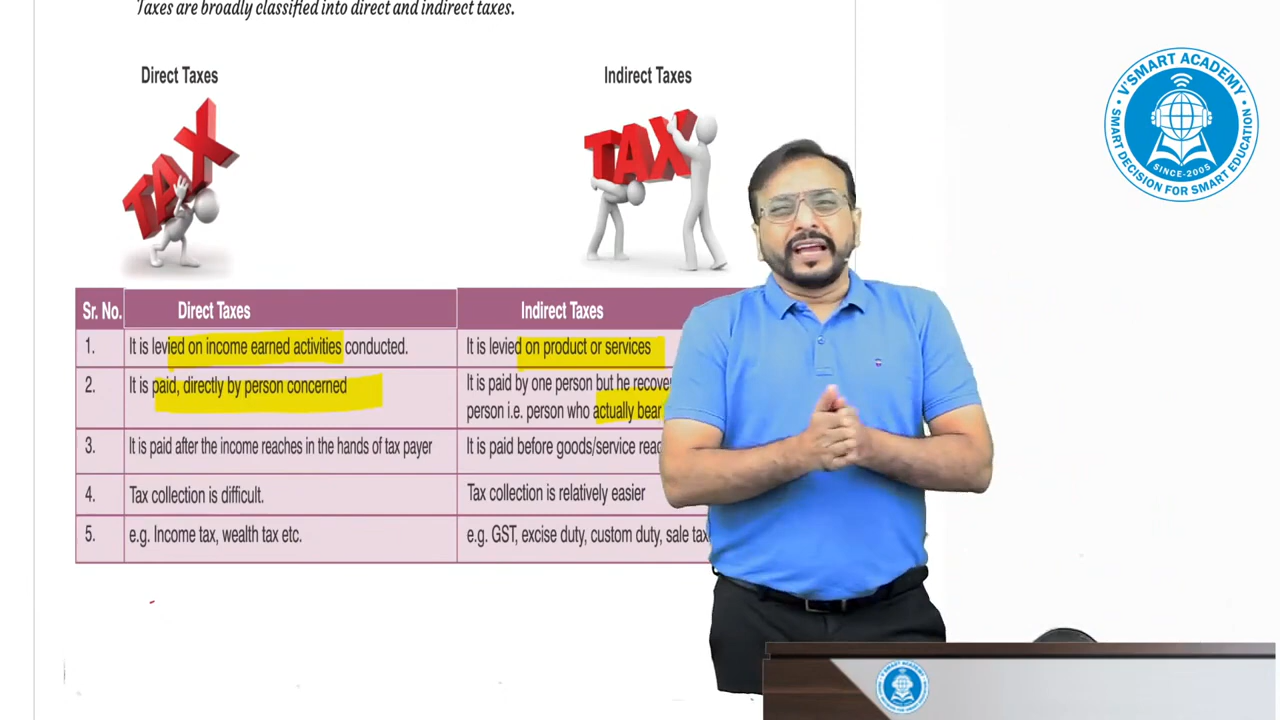 Taxes are broadly classified into direct and indirect taxes.
Direct Taxes
Indirect Taxes
TAX
TAX
Sr. No. Direct Taxes Indirect Taxes
1. It is levied on income earned activities conducted. It is levied on product or services
2. It is paid, directly by person concerned It is paid by one person but he
person i.e. person who actually bear
3. It is paid after the income reaches in the hands of tax payer It is paid before goods/service
4. Tax collection is difficult. Tax collection is relatively easier
5. e.g. Income tax, wealth tax etc. e.g. GST, excise duty, custom duty, sale tax
V'SMART ACADEMY
SMART DECISION FOR SMART EDUCATION
SINCE-2005
V'SMART ACADEMY